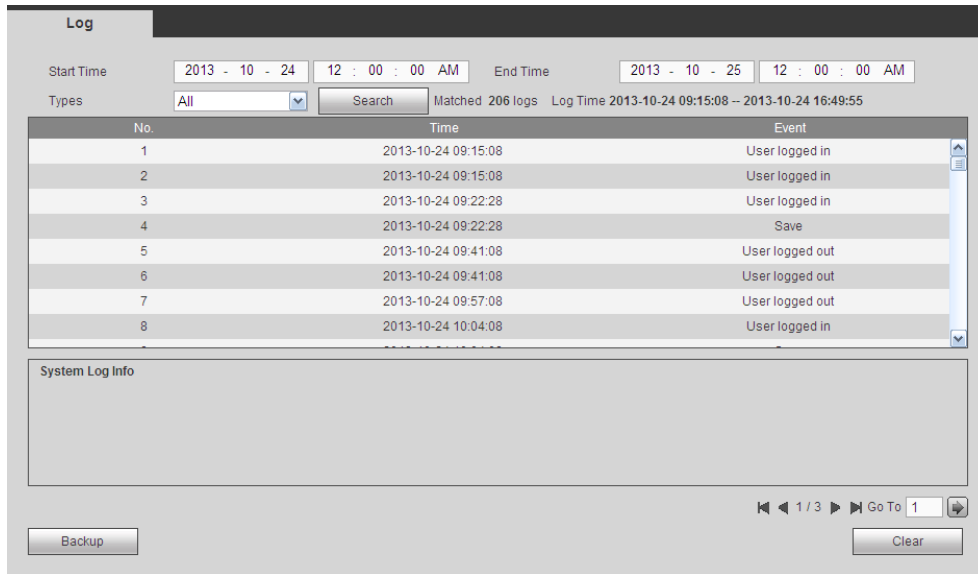 Log
Start Time 2013 - 10 - 24 12 : 00 : 00 AM End Time 2013 - 10 - 25 12 : 00 : 00 AM
Types All Search Matched 206 logs Log Time 2013-10-24 09:15:08 -- 2013-10-24 16:49:55
No. Time Event
1 2013-10-24 09:15:08 User logged in
2 2013-10-24 09:15:08 User logged in
3 2013-10-24 09:22:28 User logged in
4 2013-10-24 09:22:28 Save
5 2013-10-24 09:41:08 User logged out
6 2013-10-24 09:41:08 User logged out
7 2013-10-24 09:57:08 User logged out
8 2013-10-24 10:04:08 User logged in
System Log Info
1 / 3 Go To 1
Backup Clear